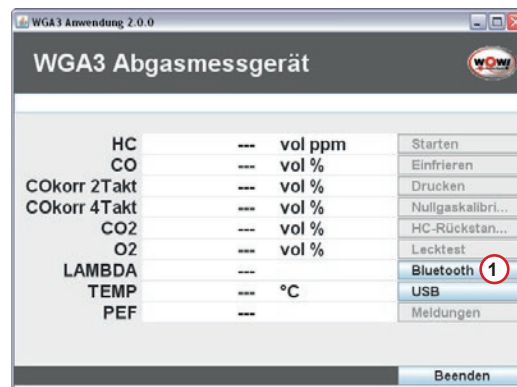 WGA3 Anwendung 2.0.0
WGA3 Abgasmessgerät
WOW!
HC --- vol ppm Starten
CO --- vol % Einfrieren
COkorr 2Takt --- vol % Drucken
COkorr 4Takt --- vol % Nullgaskalibri...
CO2 --- vol % HC-Rückstan...
O2 --- vol % Lecktest
LAMBDA --- Bluetooth 1
TEMP --- °C USB
PEF --- Meldungen
Beenden